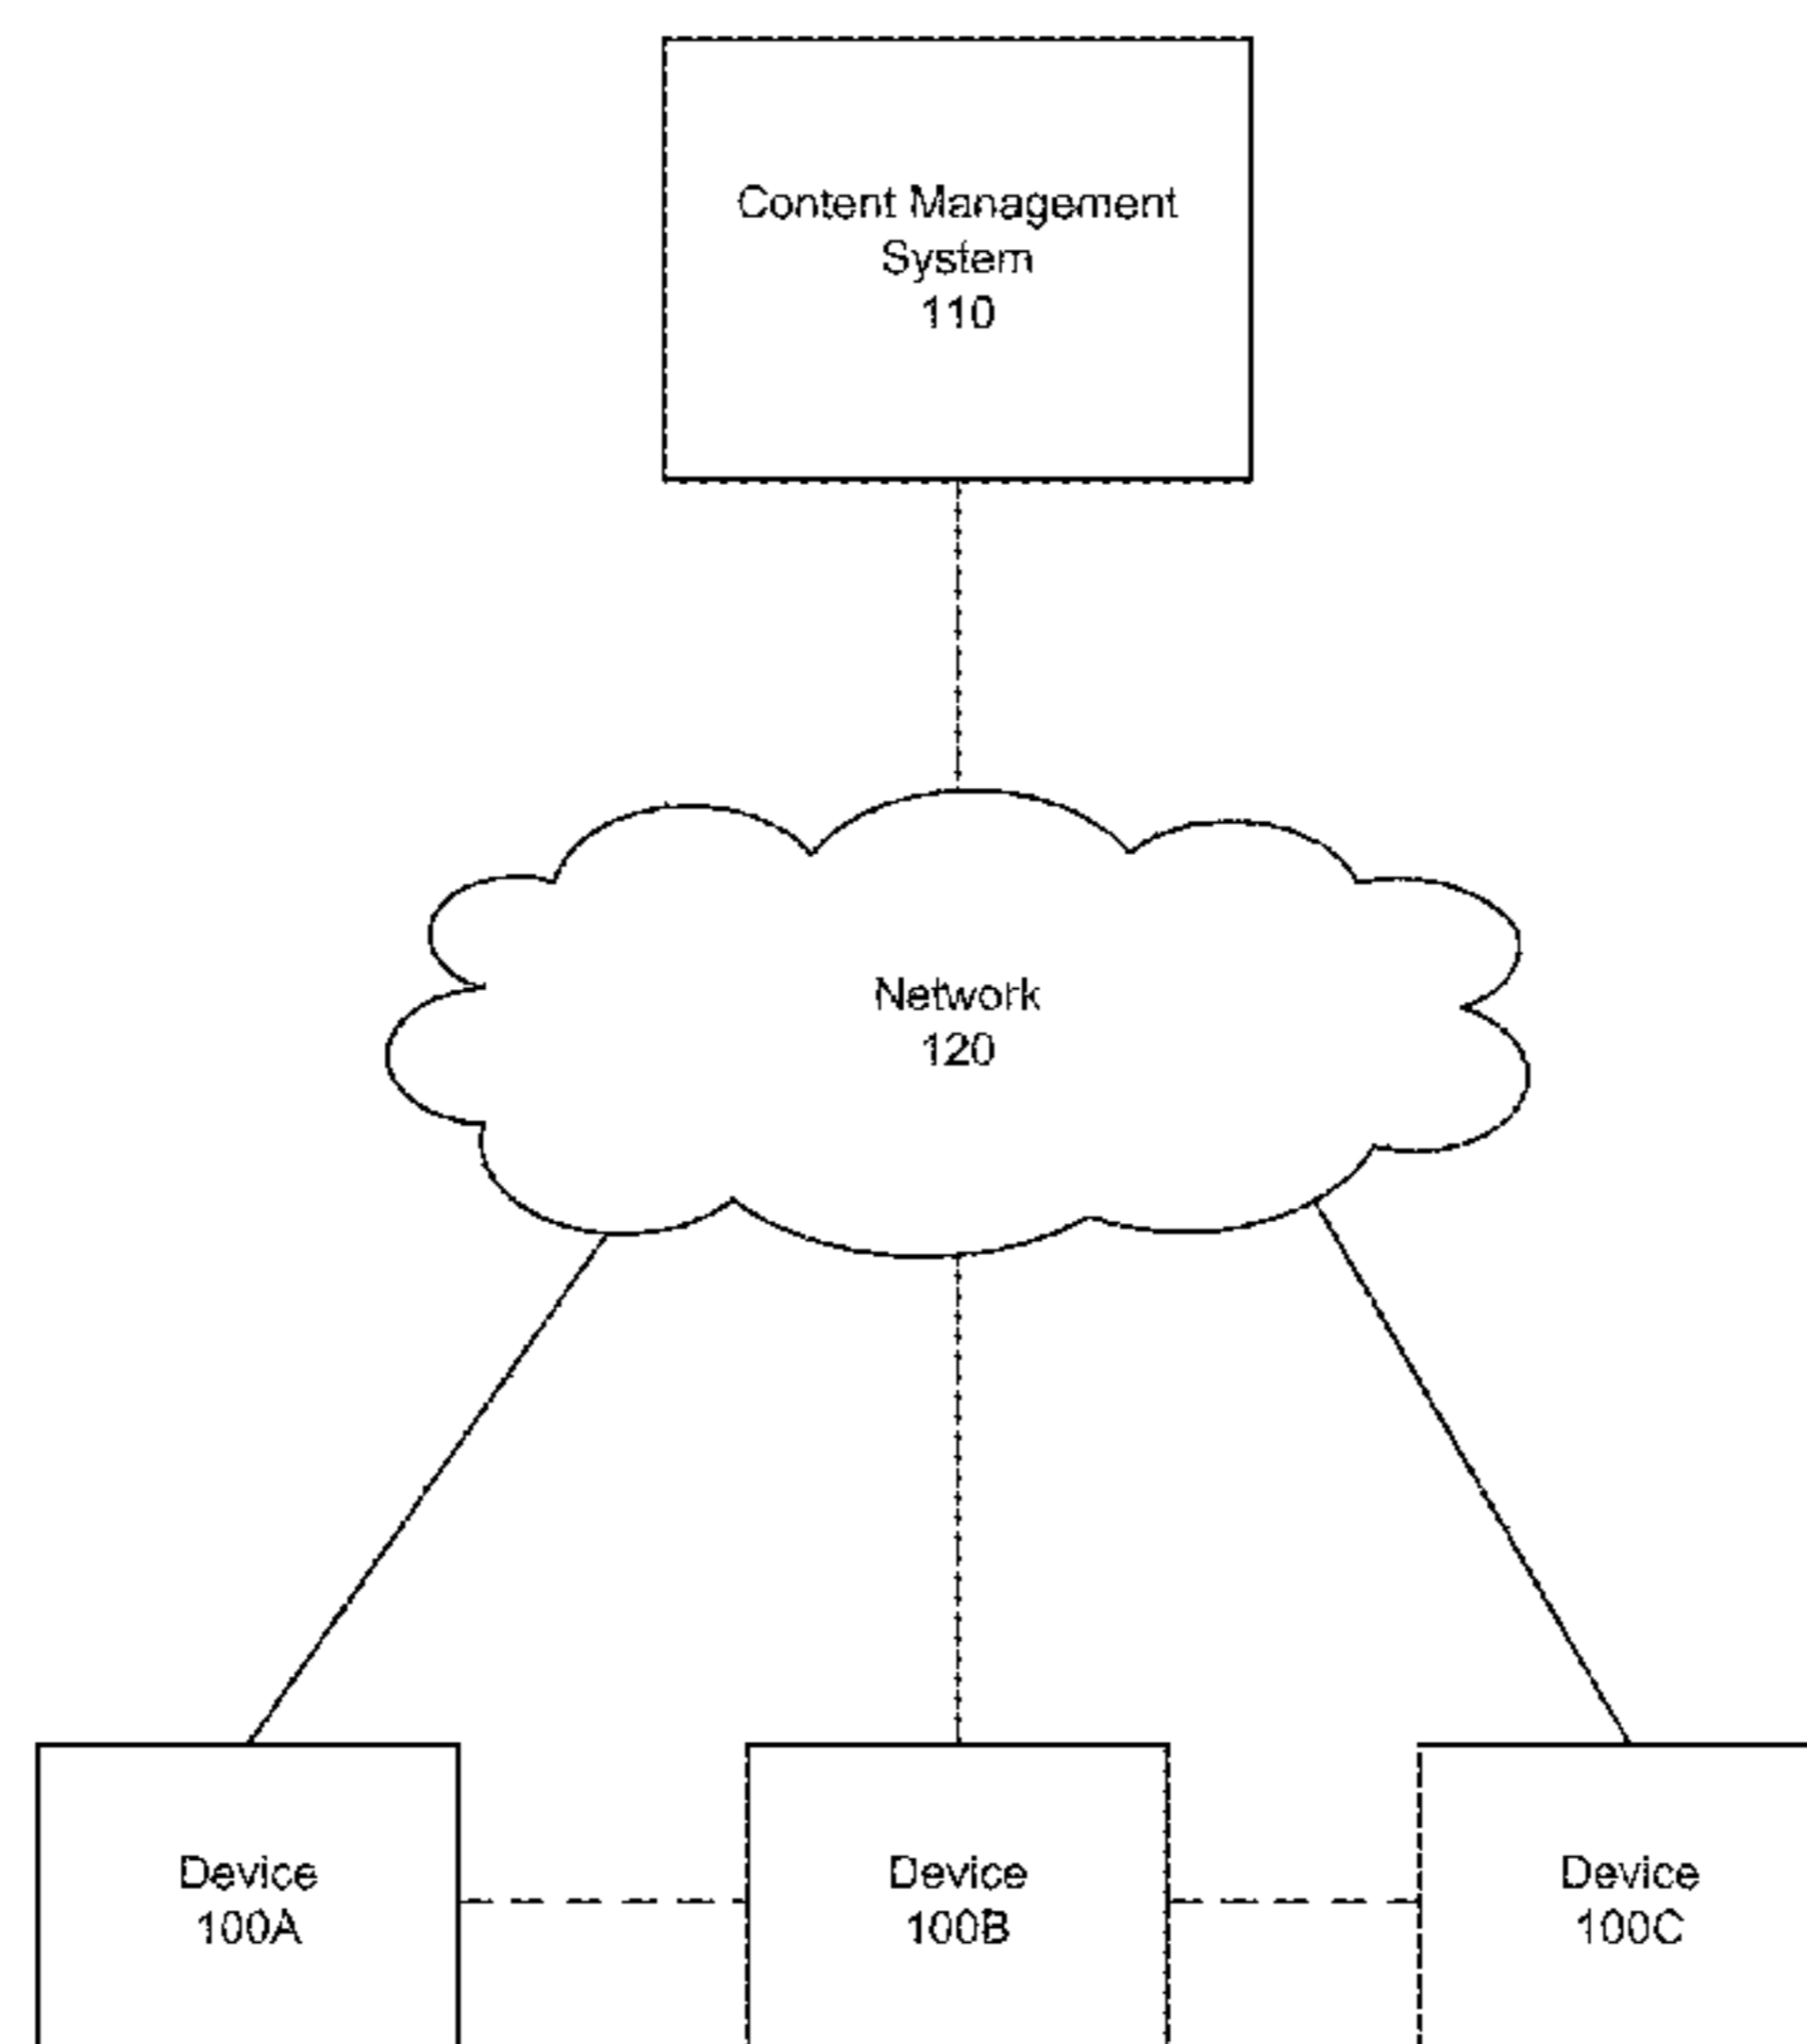 Content Management
System
110
Network
120
Device
100A
Device
100B
Device
100C